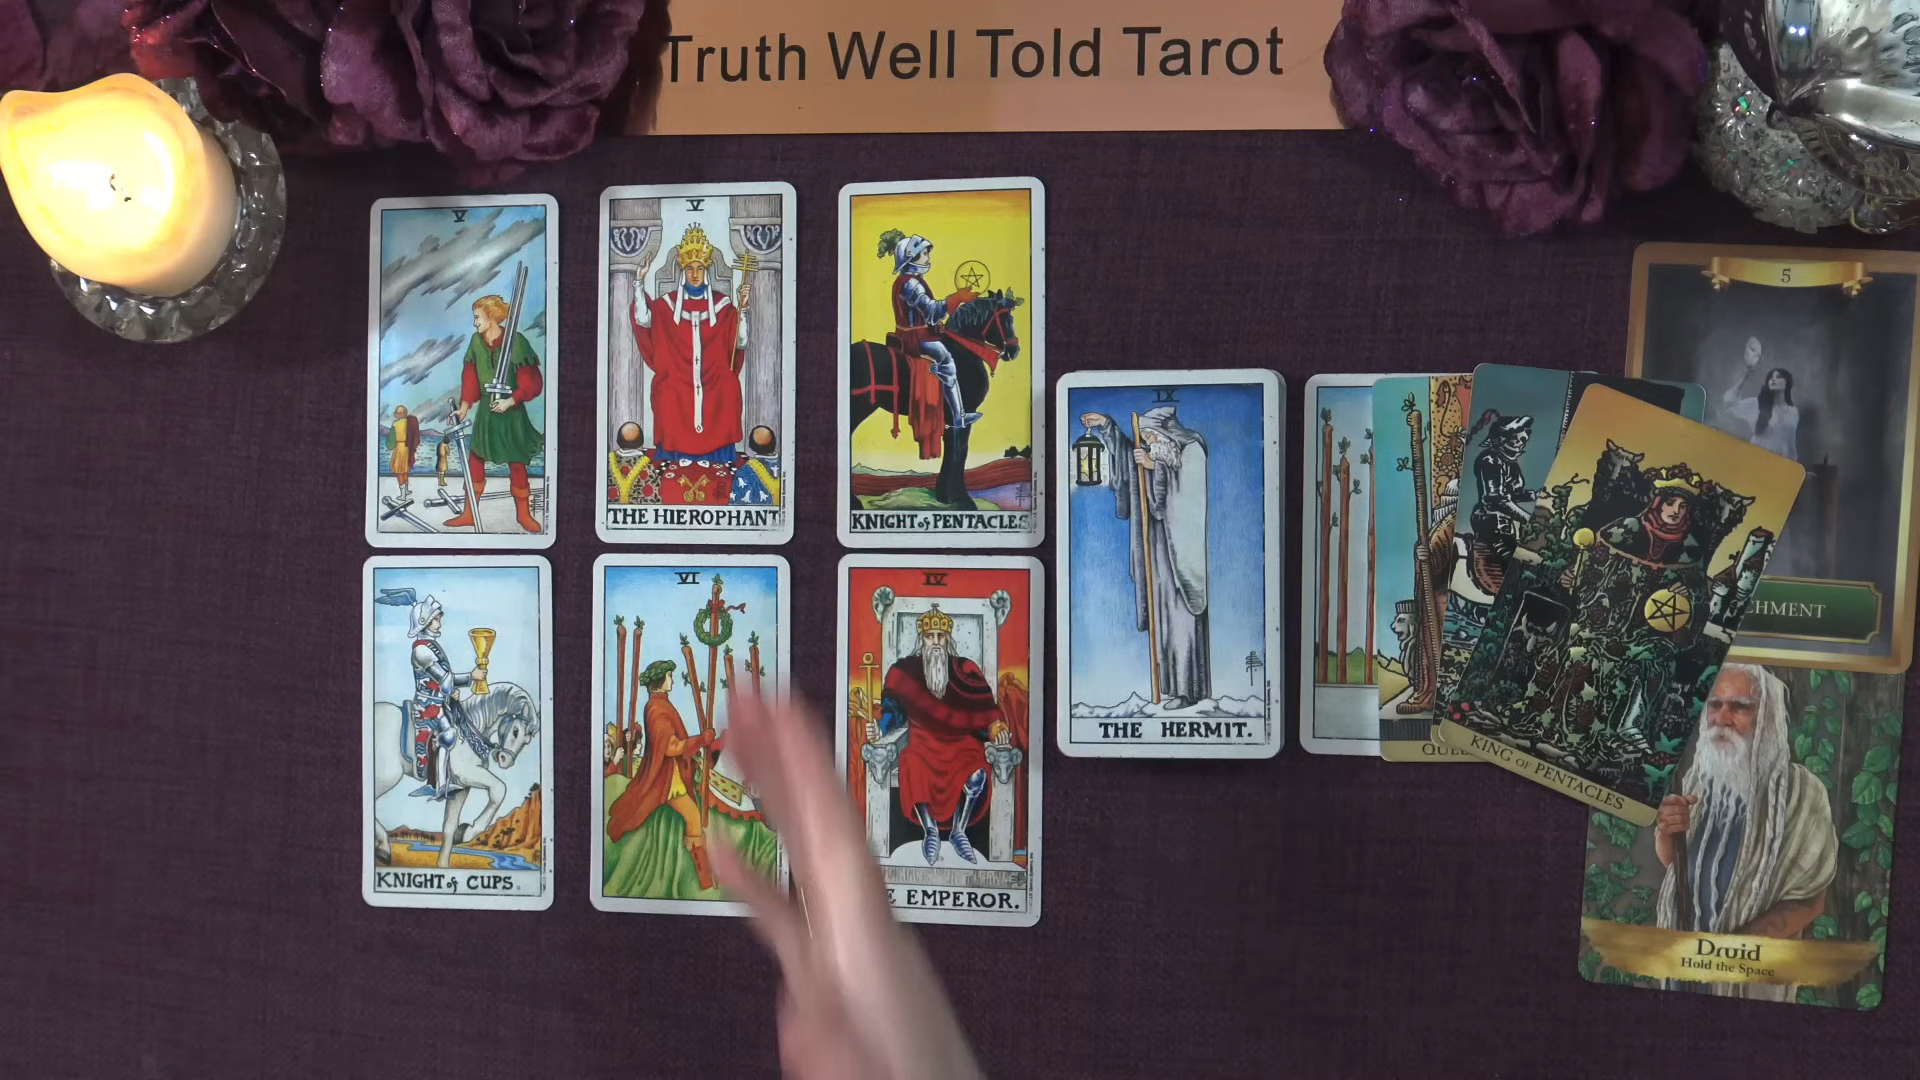 Truth Well Told Tarot
V
V
THE HIEROPHANT
KNIGHT of PENTACLES
KNIGHT of CUPS.
VI
IV
EMPEROR.
IX
THE HERMIT.
KING OF PENTACLES
5
Druid
Hold the Space